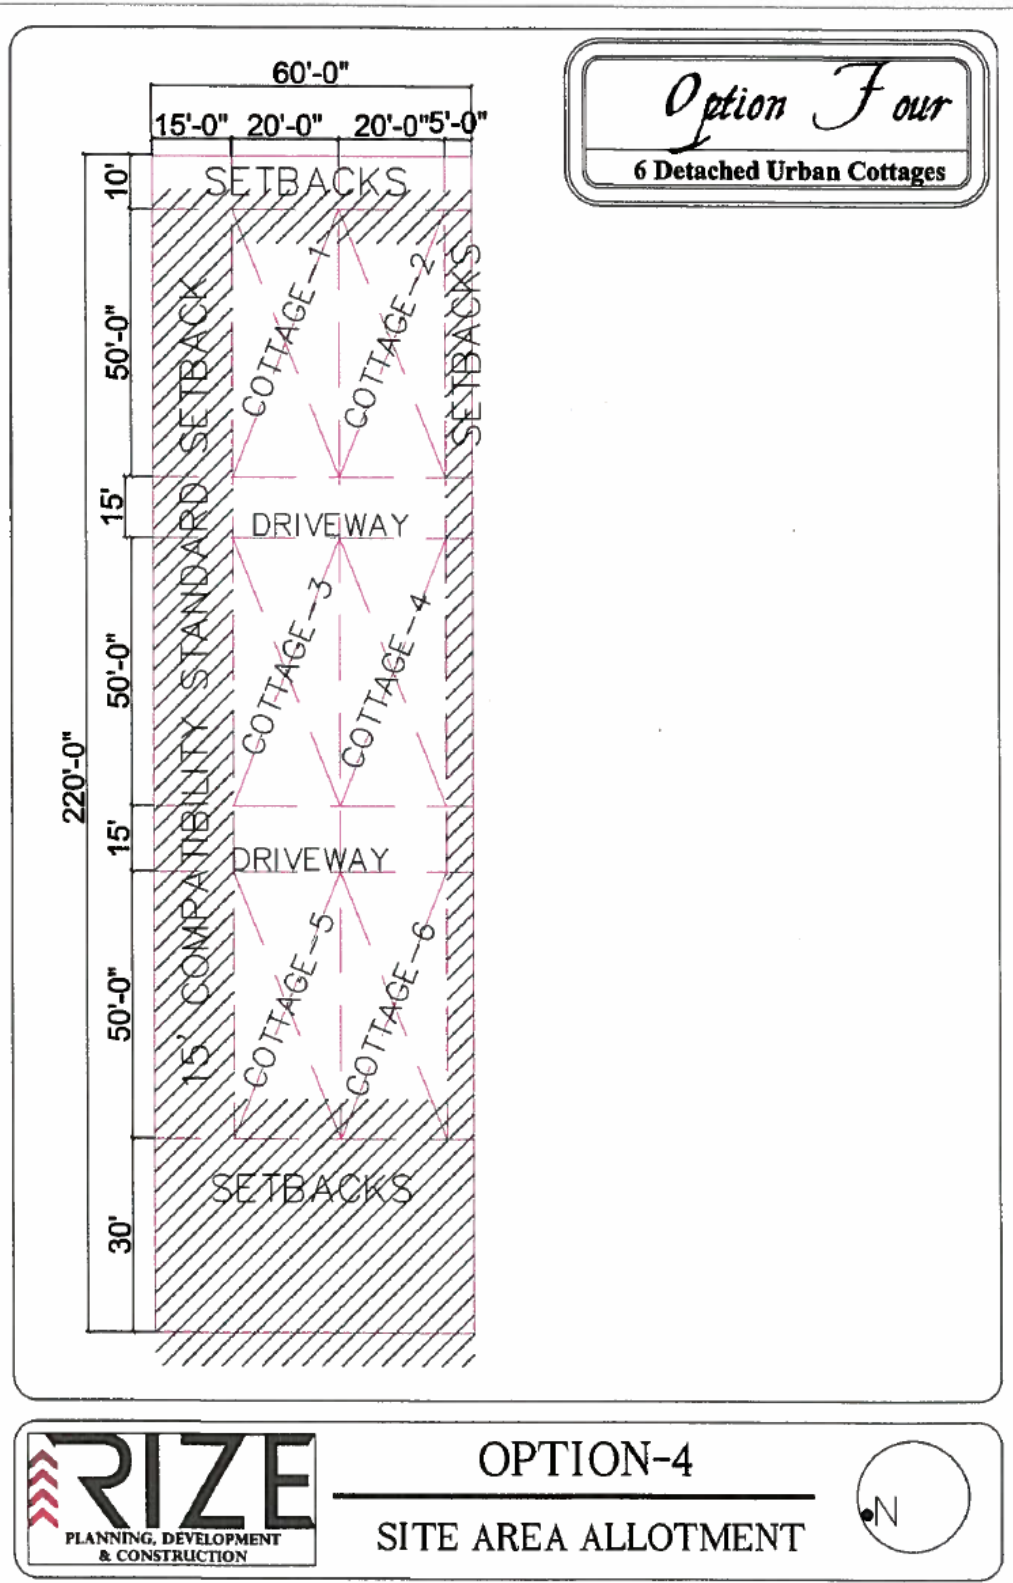 Option Four
6 Detached Urban Cottages
60'-0"
15'-0" 20'-0" 20'-0" 5'-0"
10'
SETBACKS
50'-0"
COTTAGE-1
COTTAGE-2
SETBACKS
15' COMPATIBILITY STANDARD SETBACK
15'
DRIVEWAY
50'-0"
COTTAGE-3
COTTAGE-4
220'-0"
15'
DRIVEWAY
50'-0"
COTTAGE-5
COTTAGE-6
SETBACKS
30'
RIZE
PLANNING, DEVELOPMENT
& CONSTRUCTION
OPTION-4
SITE AREA ALLOTMENT
N